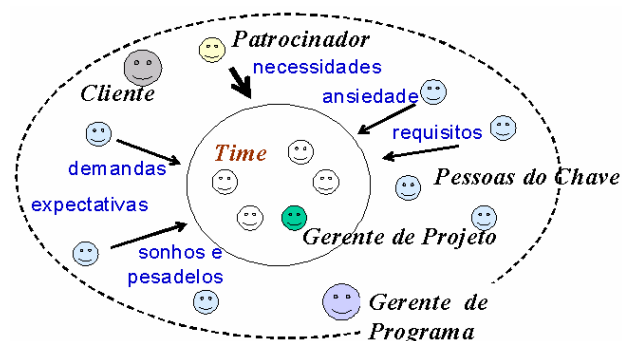 Patrocinador
necessidades
Cliente
ansiedade
requisitos
Time
demandas
Pessoas do Chave
expectativas
Gerente de Projeto
sonhos e
pesadelos
Gerente de
Programa